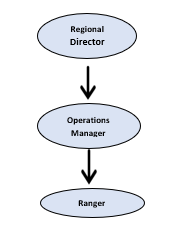 Regional
Director
Operations
Manager
Ranger